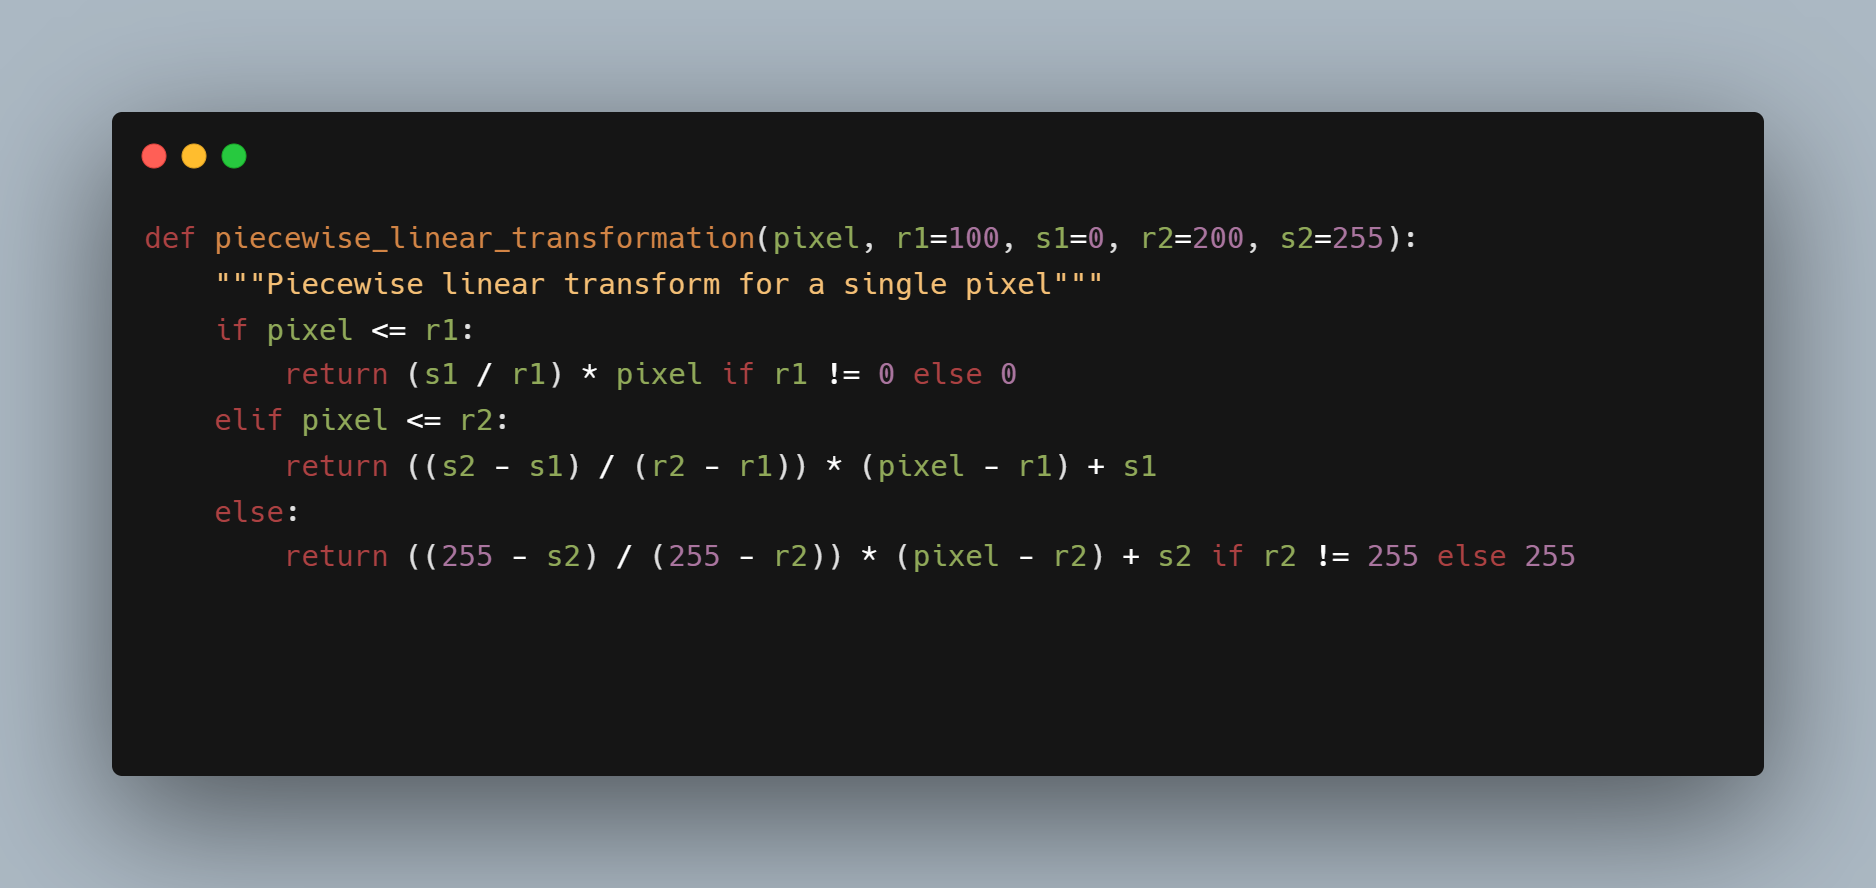 def piecewise_linear_transformation(pixel, r1=100, s1=0, r2=200, s2=255):
    """Piecewise linear transform for a single pixel"""
    if pixel <= r1:
        return (s1 / r1) * pixel if r1 != 0 else 0
    elif pixel <= r2:
        return ((s2 - s1) / (r2 - r1)) * (pixel - r1) + s1
    else:
        return ((255 - s2) / (255 - r2)) * (pixel - r2) + s2 if r2 != 255 else 255